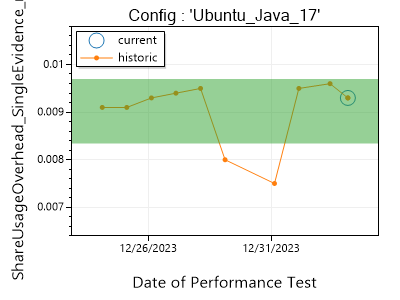 Config : 'Ubuntu_Java_17'
current
historic
0.01
0.009
0.008
0.007
ShareUsageOverhead_SingleEvidence_
12/26/2023
12/31/2023
Date of Performance Test